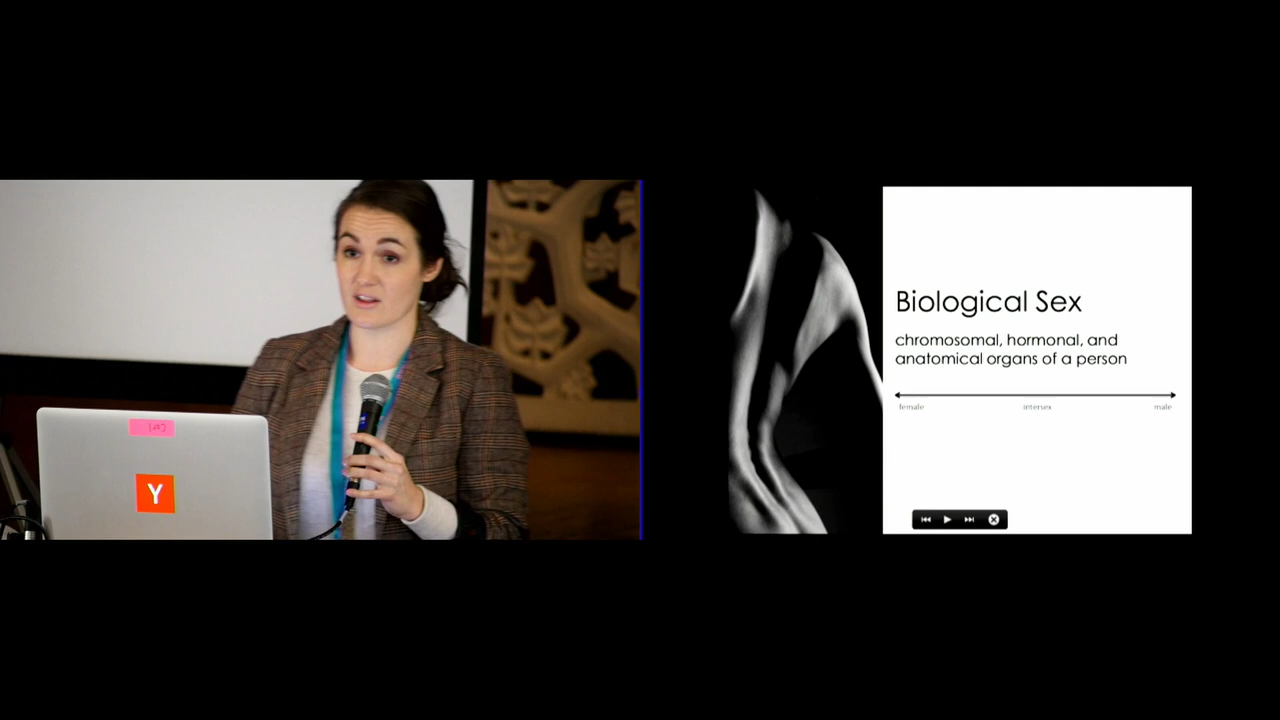 Y
Biological Sex
chromosomal, hormonal, and
anatomical organs of a person
female intersex male